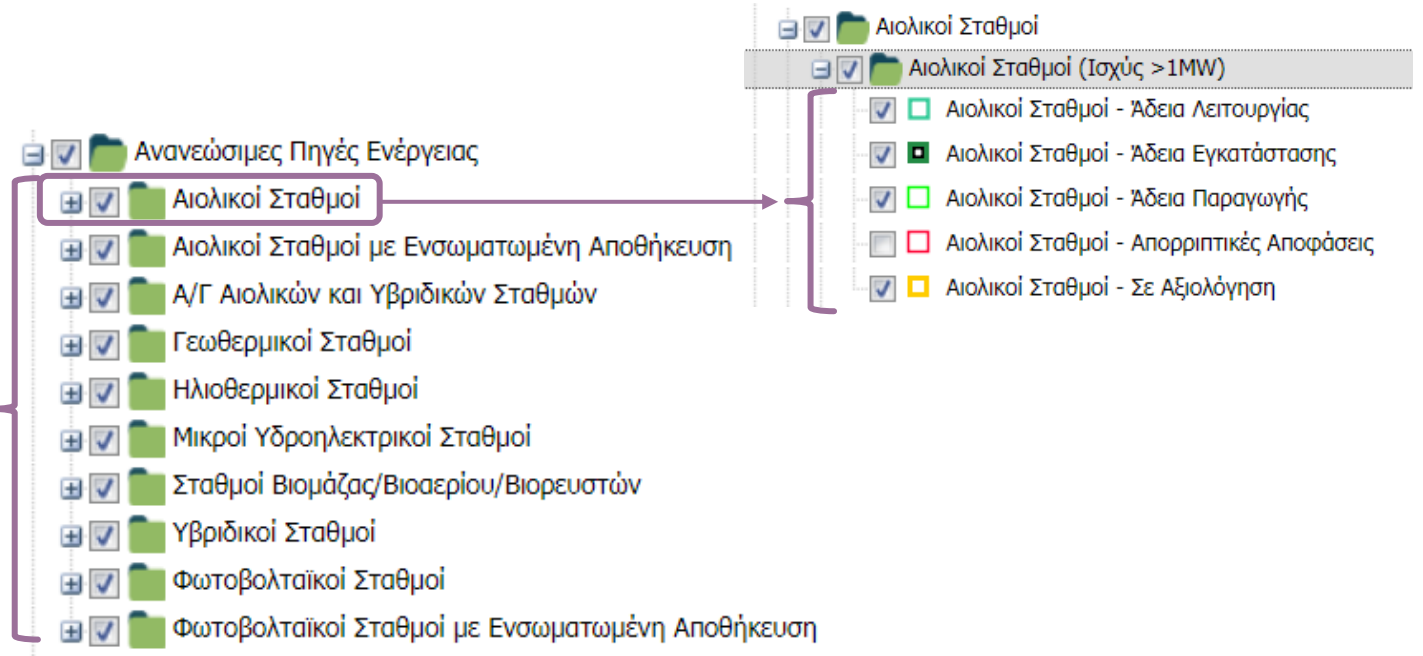 Ανανεώσιμες Πηγές Ενέργειας
Αιολικοί Σταθμοί
Αιολικοί Σταθμοί με Ενσωματωμένη Αποθήκευση
Α/Γ Αιολικών και Υβριδικών Σταθμών
Γεωθερμικοί Σταθμοί
Ηλιοθερμικοί Σταθμοί
Μικροί Υδροηλεκτρικοί Σταθμοί
Σταθμοί Βιομάζας/Βιοαερίου/Βιορευστών
Υβριδικοί Σταθμοί
Φωτοβολταϊκοί Σταθμοί
Φωτοβολταϊκοί Σταθμοί με Ενσωματωμένη Αποθήκευση
Αιολικοί Σταθμοί
Αιολικοί Σταθμοί (Ισχύς >1MW)
Αιολικοί Σταθμοί - Άδεια Λειτουργίας
Αιολικοί Σταθμοί - Άδεια Εγκατάστασης
Αιολικοί Σταθμοί - Άδεια Παραγωγής
Αιολικοί Σταθμοί - Απορριπτικές Αποφάσεις
Αιολικοί Σταθμοί - Σε Αξιολόγηση